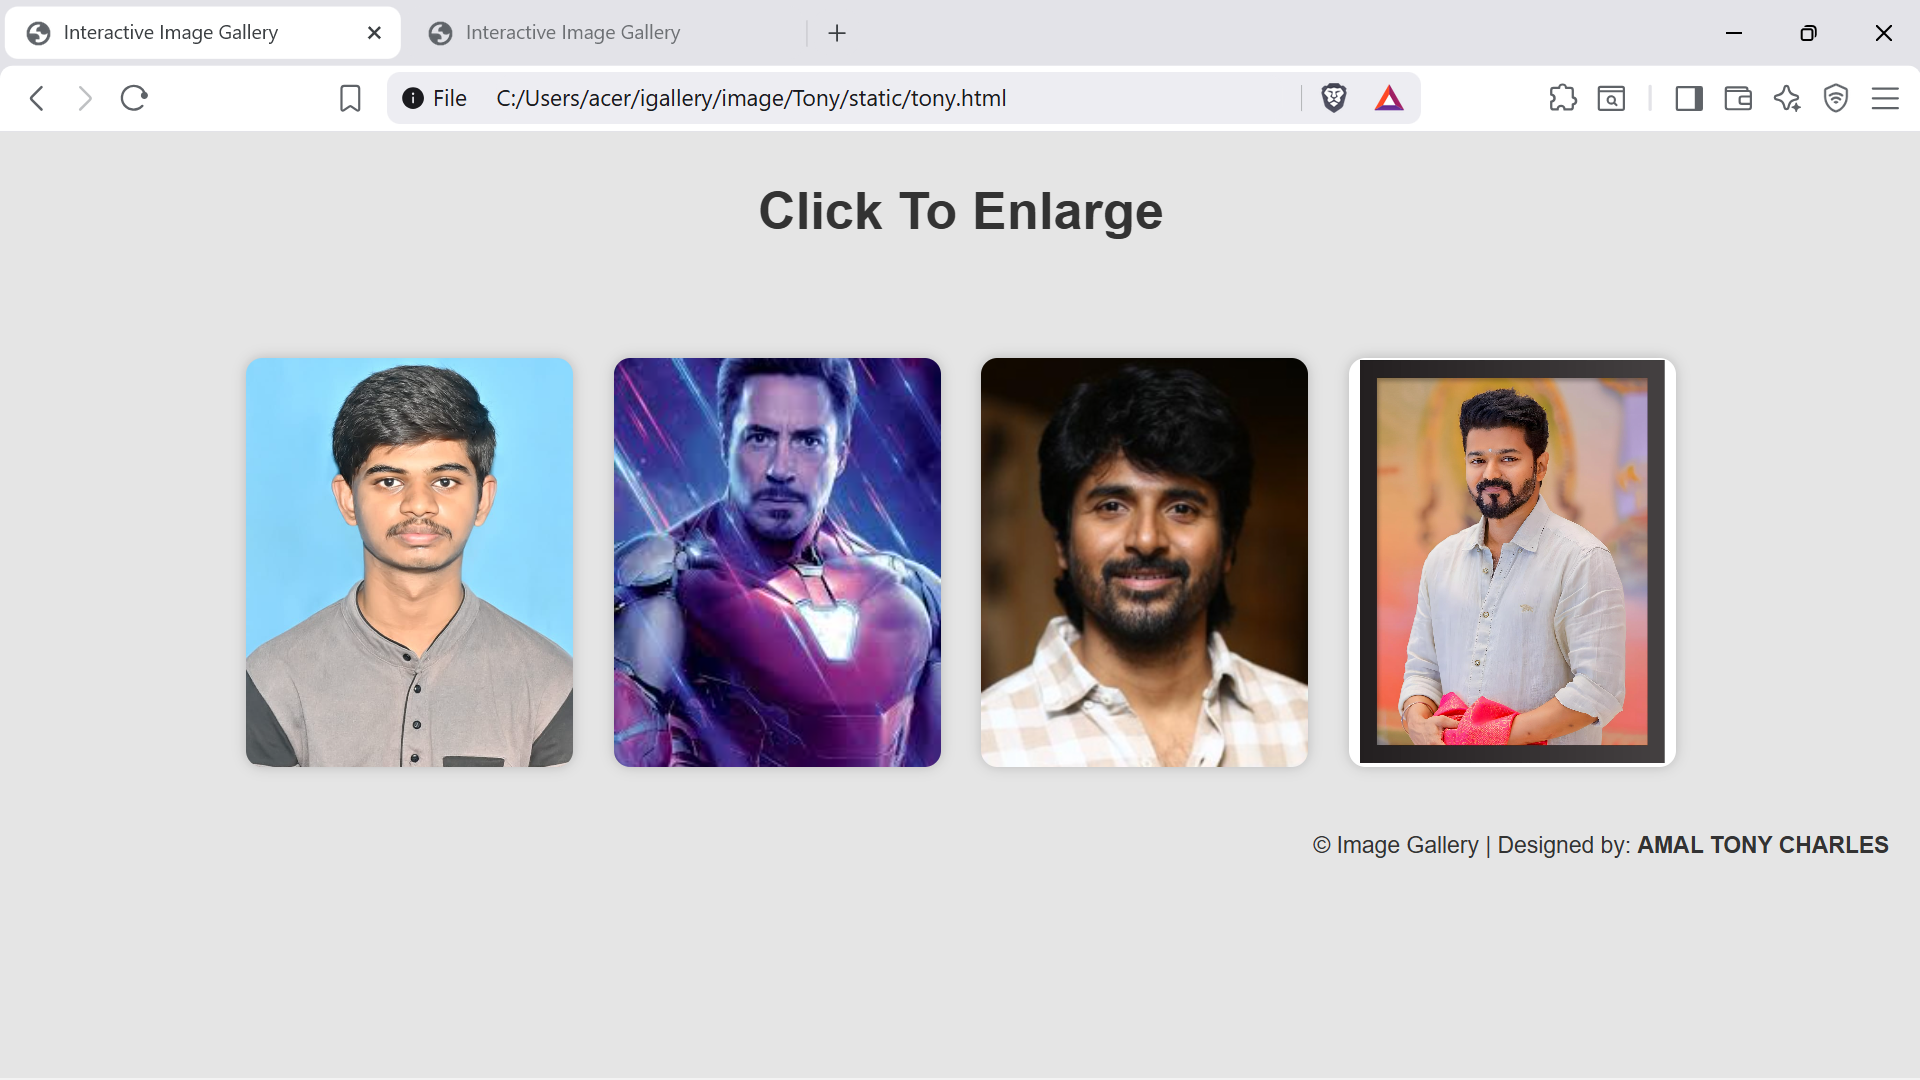 Interactive Image Gallery
Interactive Image Gallery
File C:/Users/acer/igallery/image/Tony/static/tony.html
Click To Enlarge
© Image Gallery | Designed by: AMAL TONY CHARLES